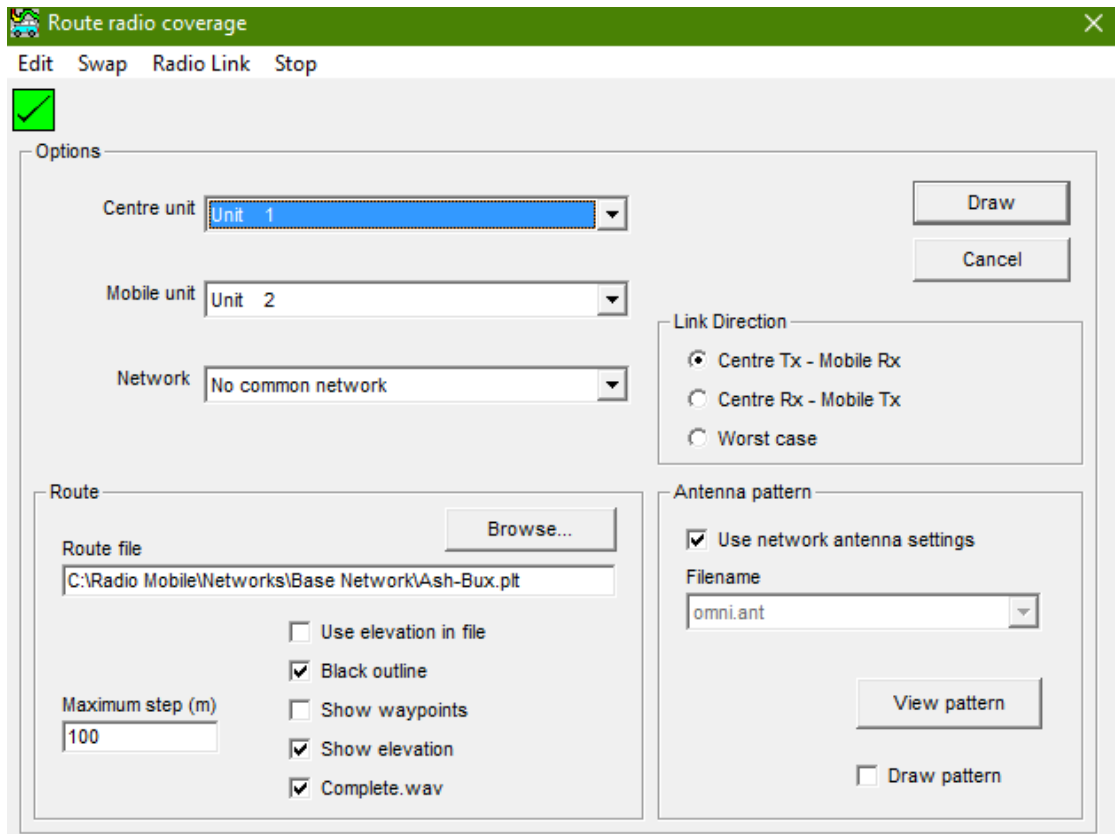 Route radio coverage
Edit Swap Radio Link Stop
Options
Centre unit Unit 1
Draw
Cancel
Mobile unit Unit 2
Network No common network
Link Direction
Centre Tx - Mobile Rx
Centre Rx - Mobile Tx
Worst case
Route
Browse...
Route file
C:\Radio Mobile\Networks\Base Network\Ash-Bux.plt
Use elevation in file
Black outline
Show waypoints
Show elevation
Complete.wav
Maximum step (m)
100
Antenna pattern
Use network antenna settings
Filename
omni.ant
View pattern
Draw pattern